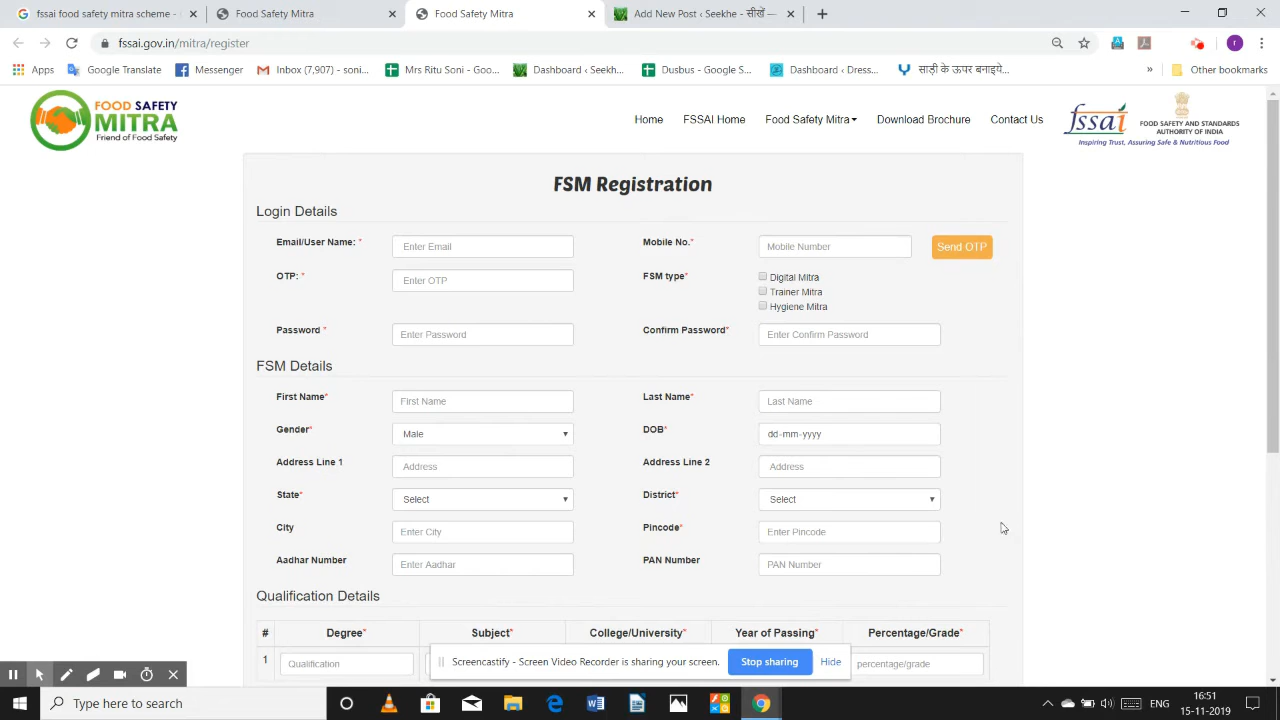 fssai food safety scheme -
Food Safety Mitra
Food Safety Mitra
Add New Post ‹ Seekhe - सीखें —
fssai.gov.in/mitra/register
r
Apps
Google Translate
Messenger
Inbox (7,907) - soni...
Mrs Ritu Soni - Goo...
Dashboard ‹ Seekh...
Dusbus - Google S...
Dashboard ‹ Dress...
साड़ी के ऊपर बनाइपे...
»
Other bookmarks
FOOD SAFETY
MITRA
Friend of Food Safety
Home
FSSAI Home
Food Safety Mitra
Download Brochure
Contact Us
fssai
FOOD SAFETY AND STANDARDS
AUTHORITY OF INDIA
Inspiring Trust, Assuring Safe & Nutritious Food
FSM Registration
Login Details
Email/User Name: *
Enter Email
Mobile No.*
Mobile Number
Send OTP
OTP: *
Enter OTP
FSM type*
Digital Mitra
Trainer Mitra
Hygiene Mitra
Password *
Enter Password
Confirm Password*
Enter Confirm Password
FSM Details
First Name*
First Name
Last Name*
Last Name
Gender*
Male
DOB*
dd-mm-yyyy
Address Line 1
Address
Address Line 2
Address
State*
Select
District*
Select
City
Enter City
Pincode*
Enter Pincode
Aadhar Number
Enter Aadhar
PAN Number
PAN Number
Qualification Details
#
Degree*
Subject*
College/University*
Year of Passing*
Percentage/Grade*
1
Qualification
percentage/grade
Screencastify - Screen Video Recorder is sharing your screen.
Stop sharing
Hide
Type here to search
ENG
16:51
15-11-2019